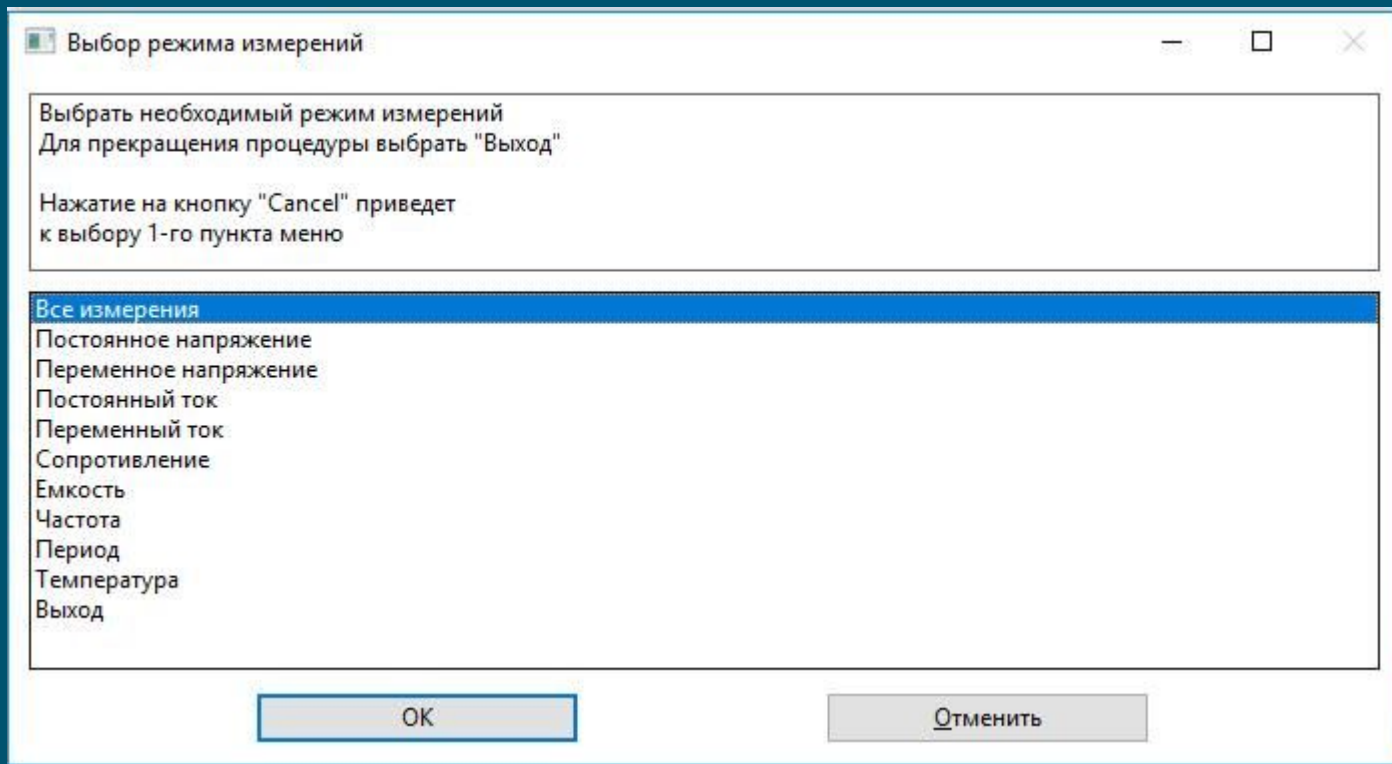 Выбор режима измерений
Выбрать необходимый режим измерений
Для прекращения процедуры выбрать "Выход"
Нажатие на кнопку "Cancel" приведет
к выбору 1-го пункта меню
Все измерения
Постоянное напряжение
Переменное напряжение
Постоянный ток
Переменный ток
Сопротивление
Емкость
Частота
Период
Температура
Выход
OK
Отменить